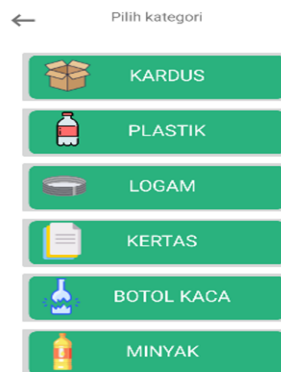 Pilih kategori
KARDUS
PLASTIK
LOGAM
KERTAS
BOTOL KACA
MINYAK